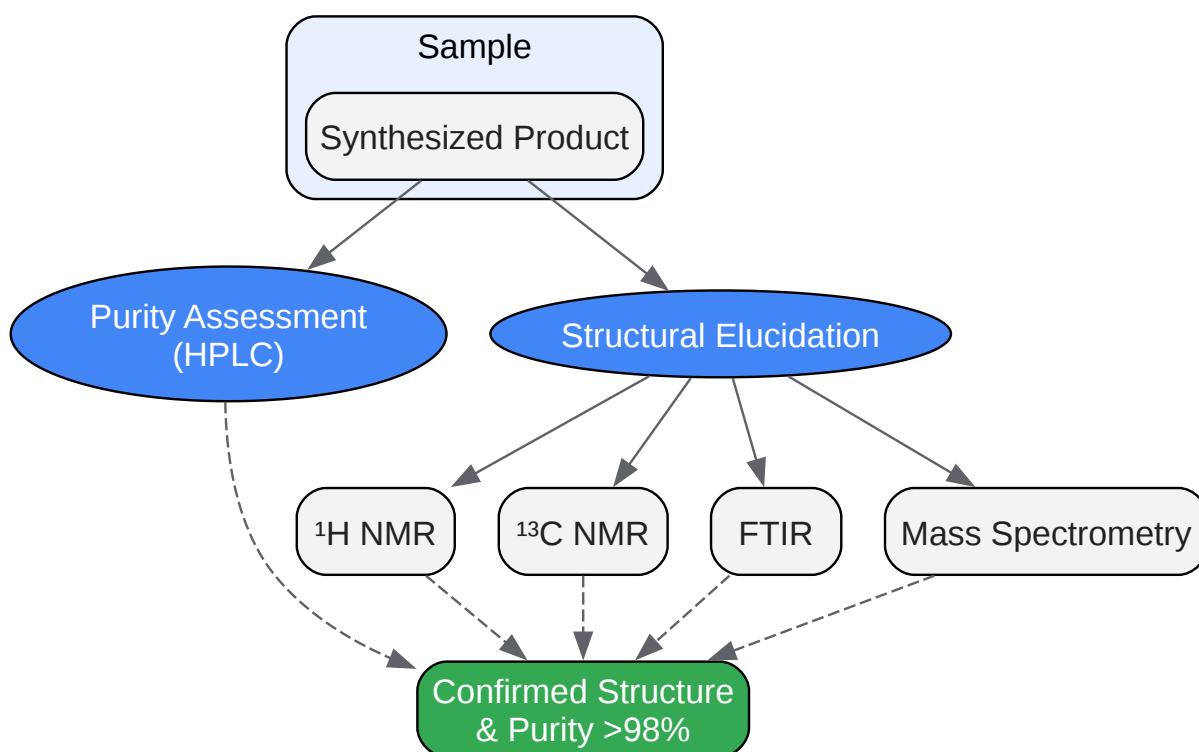 Sample
Synthesized Product
Purity Assessment
(HPLC)
Structural Elucidation
¹H NMR
¹³C NMR
FTIR
Mass Spectrometry
Confirmed Structure
& Purity >98%